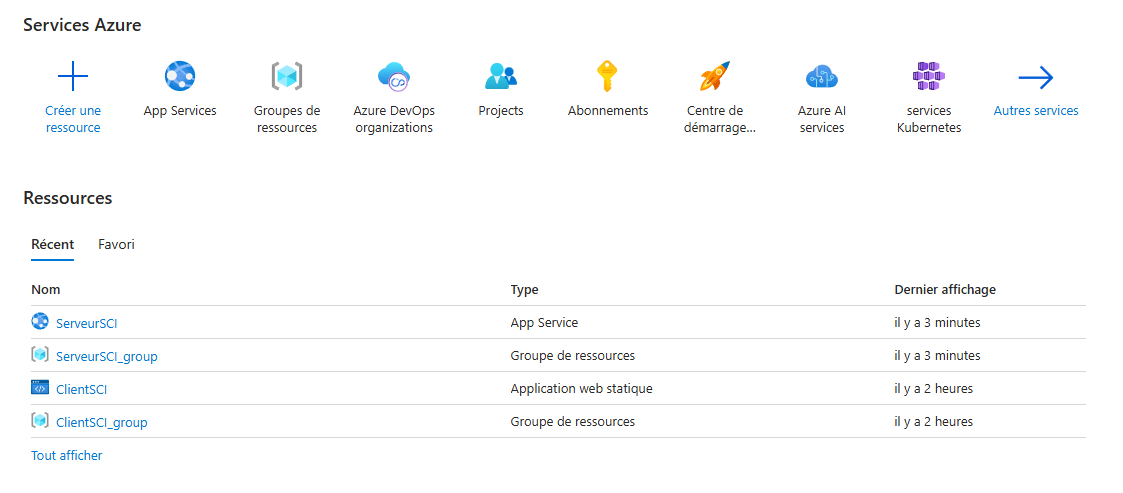 Services Azure
Créer une
ressource
App Services
Groupes de
ressources
Azure DevOps
organizations
Projects
Abonnements
Centre de
démarrage...
Azure AI
services
services
Kubernetes
Autres services
Ressources
Récent Favori
Nom Type Dernier affichage
ServeurSCI App Service il y a 3 minutes
ServeurSCI_group Groupe de ressources il y a 3 minutes
ClientSCI Application web statique il y a 2 heures
ClientSCI_group Groupe de ressources il y a 2 heures
Tout afficher